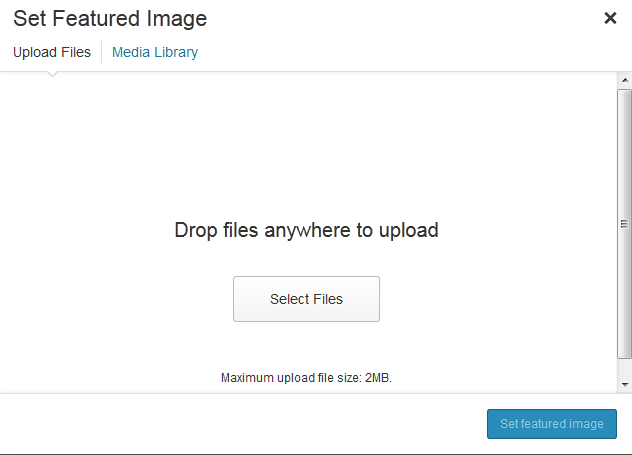 Set Featured Image
Upload Files
Media Library
Drop files anywhere to upload
Select Files
Maximum upload file size: 2MB.
Set featured image